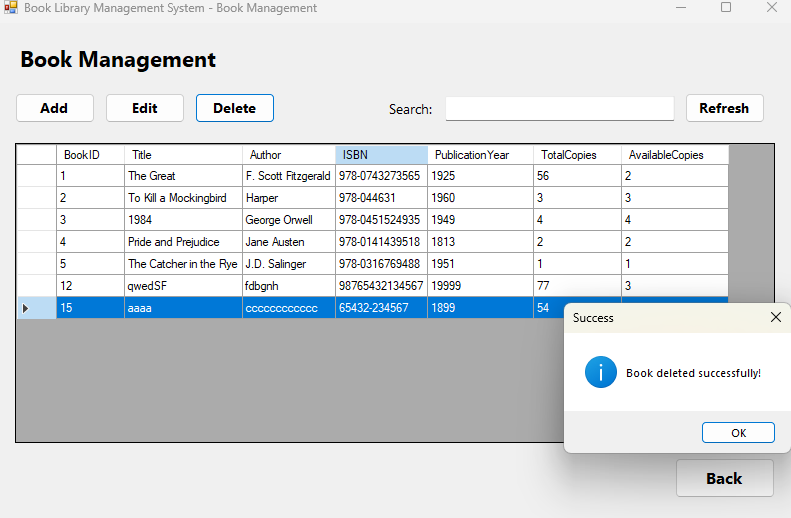 Book Library Management System - Book Management
Book Management
Add Edit Delete Search: Refresh
BookID Title Author ISBN PublicationYear TotalCopies AvailableCopies
1 The Great F. Scott Fitzgerald 978-0743273565 1925 56 2
2 To Kill a Mockingbird Harper 978-044631 1960 3 3
3 1984 George Orwell 978-0451524935 1949 4 4
4 Pride and Prejudice Jane Austen 978-0141439518 1813 2 2
5 The Catcher in the Rye J.D. Salinger 978-0316769488 1951 1 1
12 qwedSF fdbgnh 98765432134567 19999 77 3
15 aaaa cccccccccccc 65432-234567 1899 54
Success
Book deleted successfully!
OK
Back